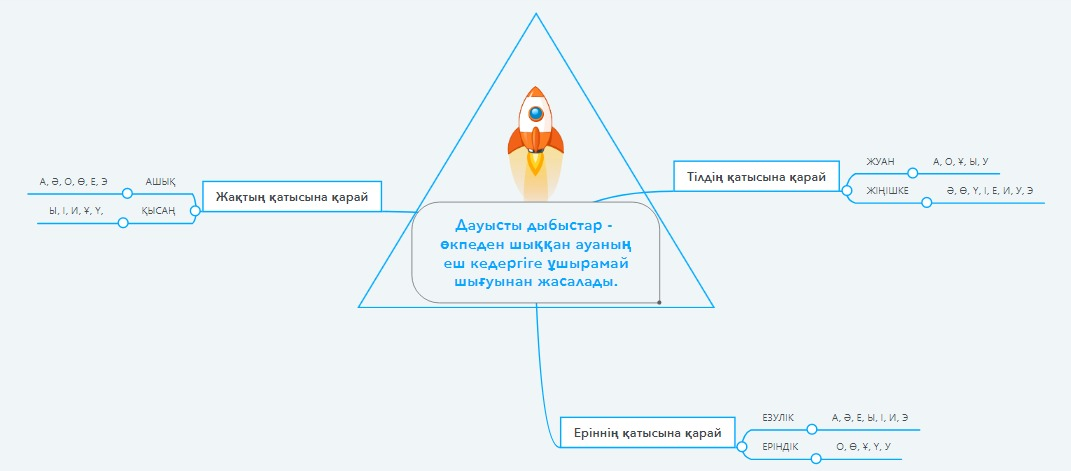 Дауысты дыбыстар -
өкпеден шыққан ауаның
еш кедергіге ұшырамай
шығуынан жасалады.
Жақтың қатысына қарай
АШЫҚ
А, Ә, О, Ө, Е, Э
ҚЫСАҢ
Ы, І, И, Ұ, Ү,
Тілдің қатысына қарай
ЖУАН
А, О, Ұ, Ы, У
ЖІҢІШКЕ
Ә, Ө, Ү, І, Е, И, У, Э
Еріннің қатысына қарай
ЕЗУЛІК
А, Ә, Е, Ы, І, И, Э
ЕРІНДІК
О, Ө, Ұ, Ү, У